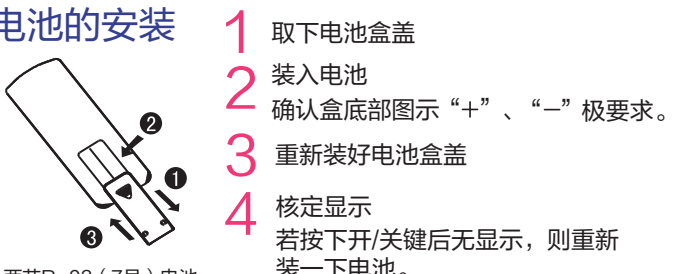 电池的安装
1 取下电池盒盖
2 装入电池
确认盒底部图示“+”、“-”极要求。
3 重新装好电池盒盖
4 核定显示
若按下开/关键后无显示，则重新
装一下电池。
❷
❶
❸